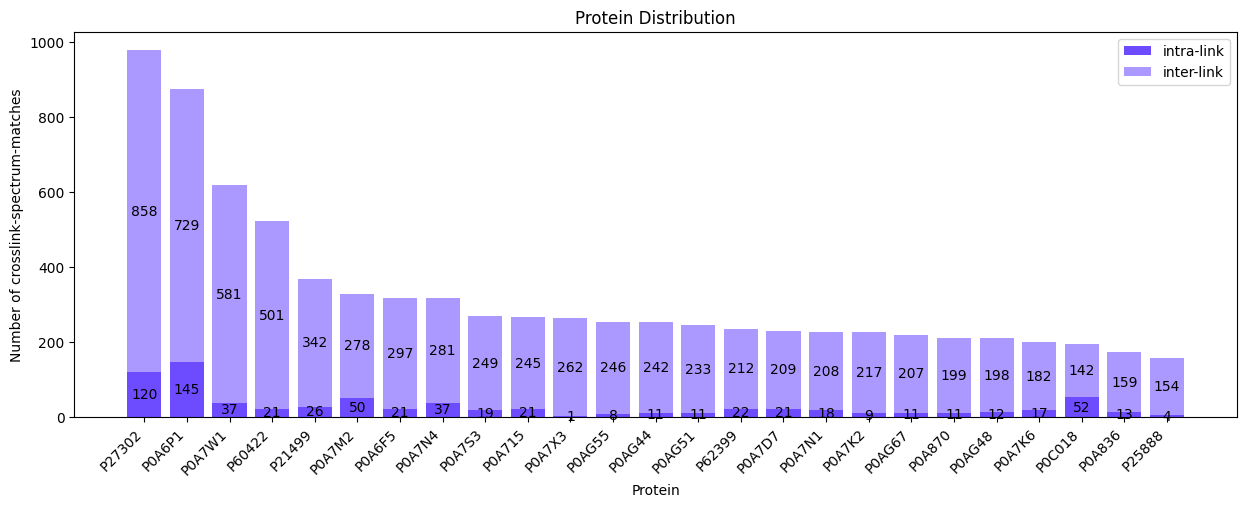 Protein Distribution
intra-link
inter-link
Number of crosslink-spectrum-matches
1000
800
600
400
200
0
858
729
581
501
342
278
297
281
249
245
262
246
242
233
212
209
208
217
207
199
198
182
142
159
154
120
145
37
21
26
50
21
37
19
21
1
8
11
11
22
21
18
9
11
11
12
17
52
13
4
P27302
P0A6P1
P0A7W1
P60422
P21499
P0A7M2
P0A6F5
P0A7N4
P0A7S3
P0A715
P0A7X3
P0AG55
P0AG44
P0AG51
P62399
P0A7D7
P0A7N1
P0A7K2
P0AG67
P0A870
P0AG48
P0A7K6
P0C018
P0A836
P25888
Protein